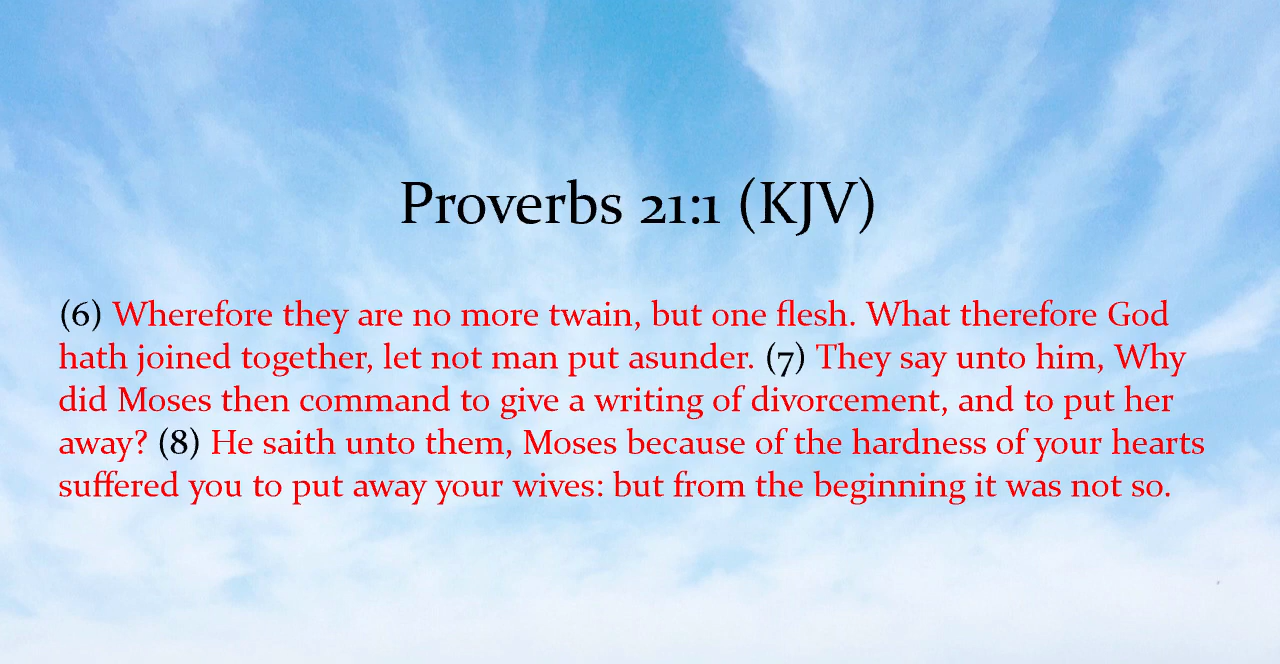 Proverbs 21:1 (KJV)
(6) Wherefore they are no more twain, but one flesh. What therefore God
hath joined together, let not man put asunder. (7) They say unto him, Why
did Moses then command to give a writing of divorcement, and to put her
away? (8) He saith unto them, Moses because of the hardness of your hearts
suffered you to put away your wives: but from the beginning it was not so.